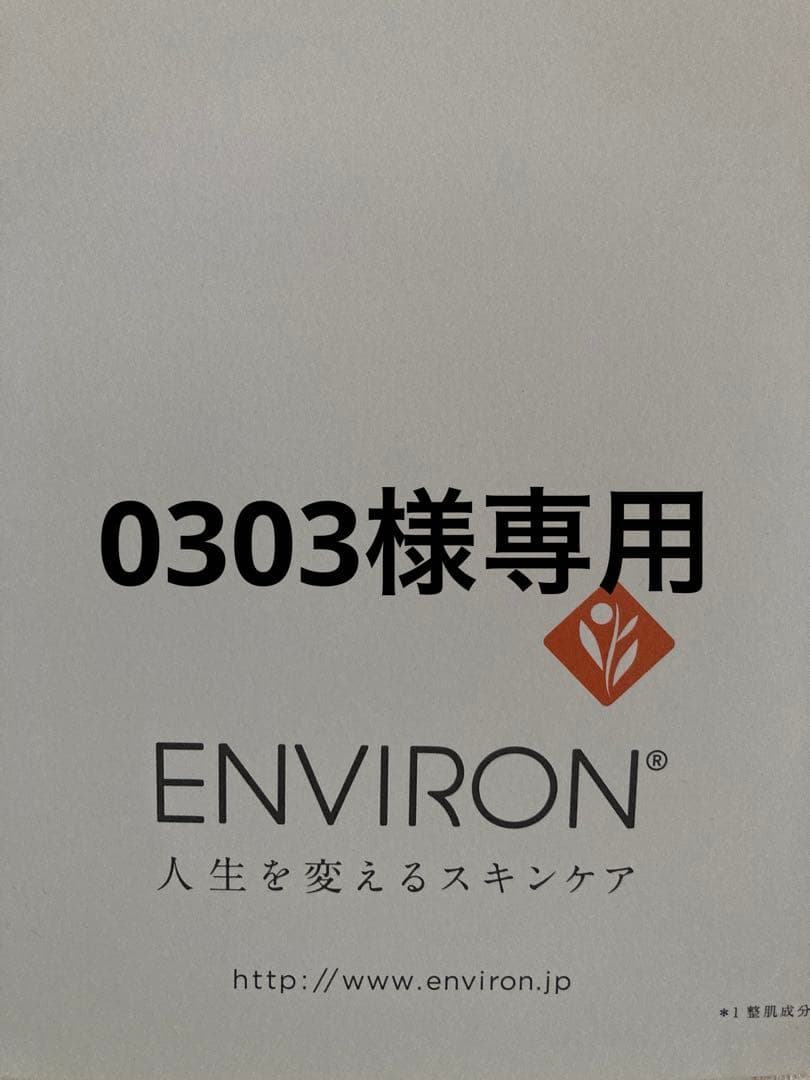 0303様専用
ENVIRON®
人生を変えるスキンケア
http://www.environ.jp
*1 整肌成分